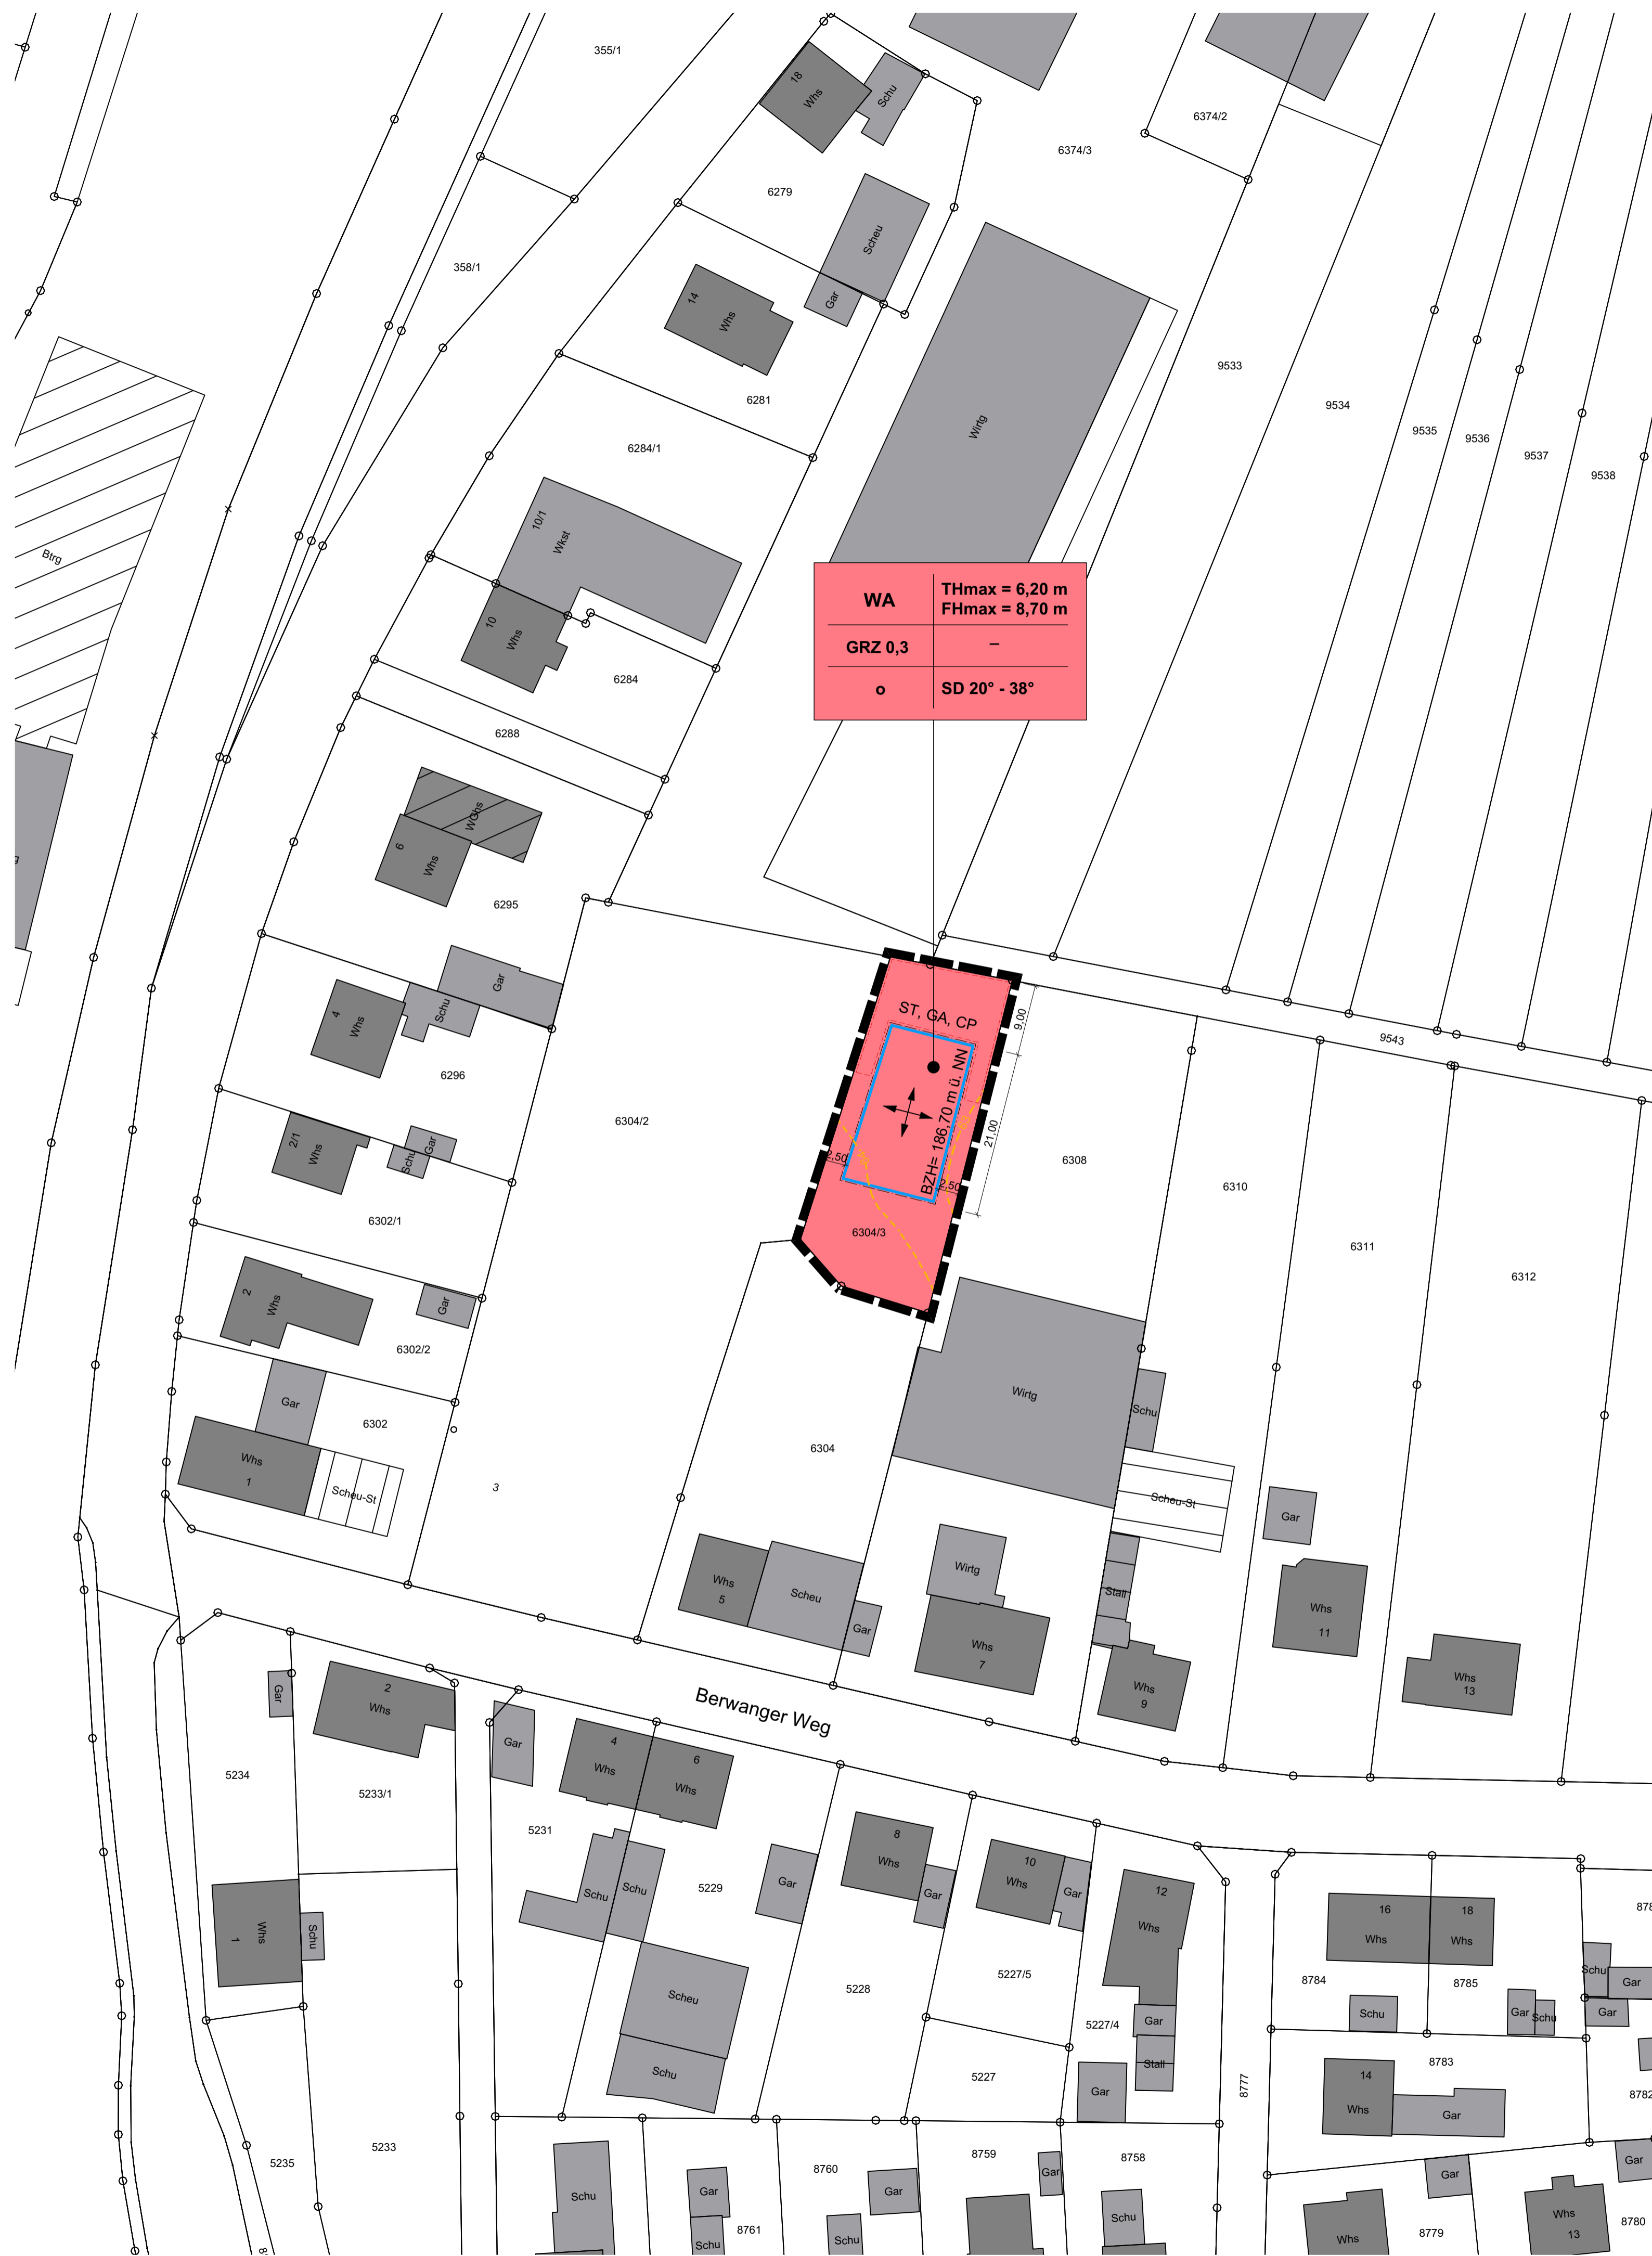 355/1
18
Whs
Schu
6374/2
6374/3
6279
Scheu
358/1
14
Whs
Gar
9533
6281
9534
Wirtg
9535
9536
9537
6284/1
9538
10/1
Wkst
Btrg
WA
THmax = 6,20 m
FHmax = 8,70 m
GRZ 0,3
–
o
SD 20° - 38°
10
Whs
6284
6288
WGhs
6
Whs
6295
Gar
Schu
4
Whs
ST, GA, CP
9.00
9543
6296
BZH= 186,70 m ü. NN
6304/2
21.00
6308
2/1
Whs
Gar
Schu
2,50
2,50
6310
6302/1
6304/3
6311
6312
2
Whs
Gar
6302/2
Gar
6302
Wirtg
Schu
6304
Whs
1
Scheu-St
3
Scheu-St
Gar
Wirtg
Whs
5
Scheu
Stall
Gar
Whs
11
Whs
7
Whs
9
Whs
13
Berwanger Weg
Gar
2
Whs
Gar
4
Whs
6
Whs
5234
5233/1
5231
8
Whs
10
Whs
Gar
Gar
Gar
Schu
Schu
5229
12
Whs
16
Whs
18
Whs
1
Whs
Schu
5228
5227/5
8784
8785
Schu
Gar
Scheu
Schu
Gar
Schu
Gar
5227/4
Gar
Stall
Schu
5227
Gar
8777
8783
14
Whs
Gar
5233
5235
8760
8759
8758
Gar
Gar
Schu
Gar
Gar
Gar
Schu
8761
Schu
Schu
Whs
8779
Whs
13
8780